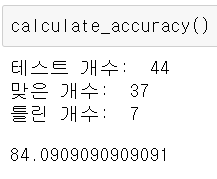 calculate_accuracy()
테스트 개수:  44
맞은 개수:  37
틀린 개수:  7
84.0909090909091